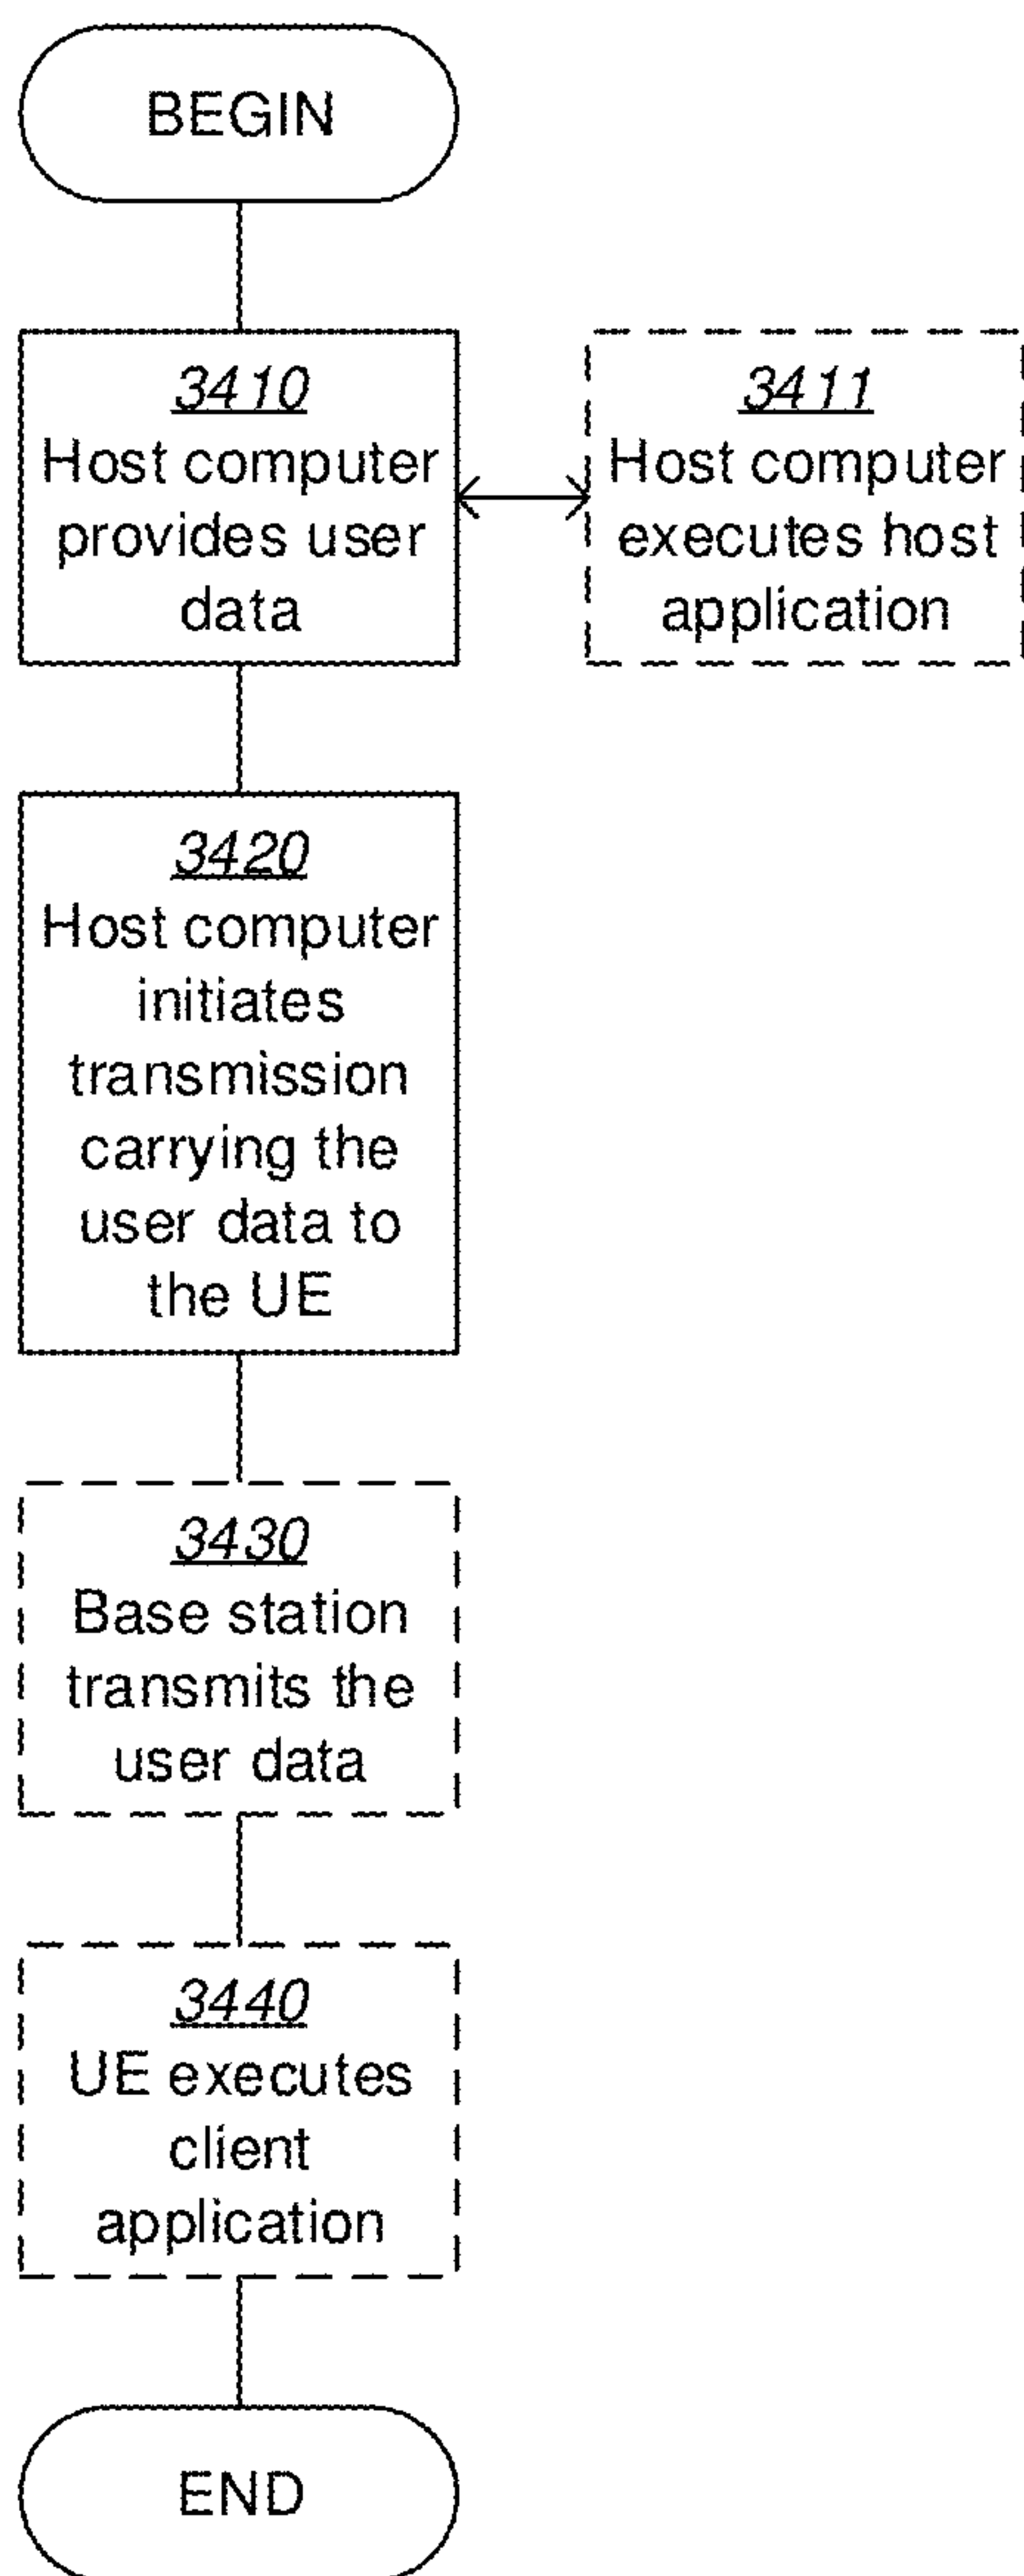 BEGIN
3410
Host computer
provides user
data
3411
Host computer
executes host
application
3420
Host computer
initiates
transmission
carrying the
user data to
the UE
3430
Base station
transmits the
user data
3440
UE executes
client
application
END